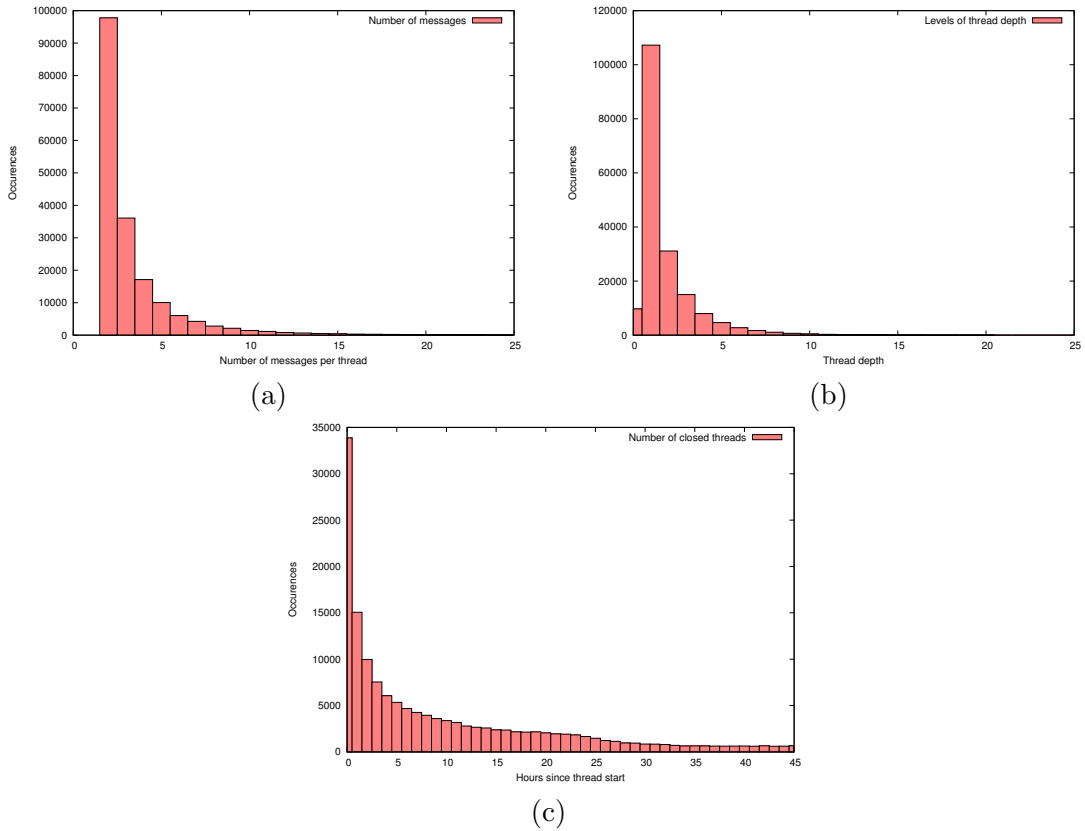 Number of messages
100000
90000
80000
70000
60000
50000
40000
30000
20000
10000
0
Occurences
0 5 10 15 20 25
Number of messages per thread
(a)
Levels of thread depth
120000
100000
80000
60000
40000
20000
0
Occurences
0 5 10 15 20 25
Thread depth
(b)
Number of closed threads
35000
30000
25000
20000
15000
10000
5000
0
Occurences
0 5 10 15 20 25 30 35 40 45
Hours since thread start
(c)